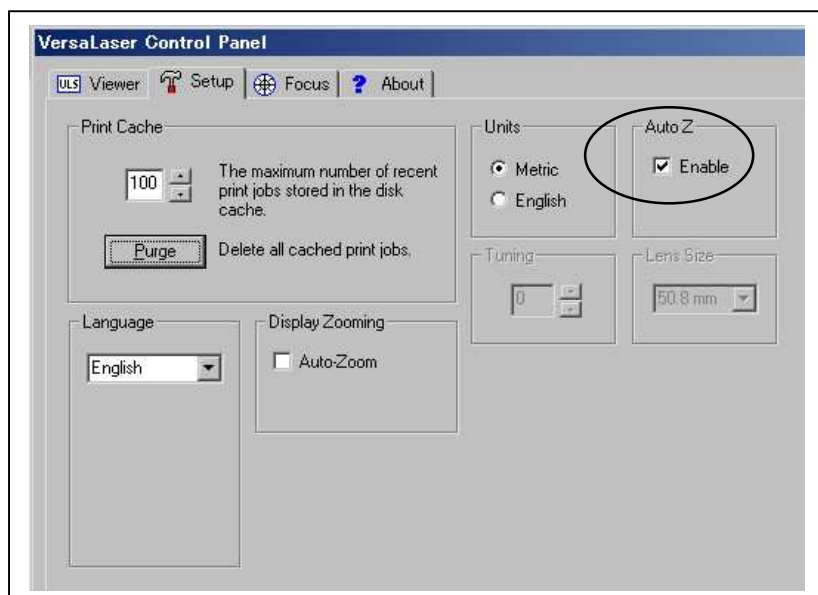 VersaLaser Control Panel
ULS Viewer
Setup
Focus
? About
Print Cache
100
The maximum number of recent
print jobs stored in the disk
cache.
Purge
Delete all cached print jobs.
Units
Metric
English
Auto Z
Enable
Tuning
0
Lens Size
50.8 mm
Language
English
Display Zooming
Auto-Zoom